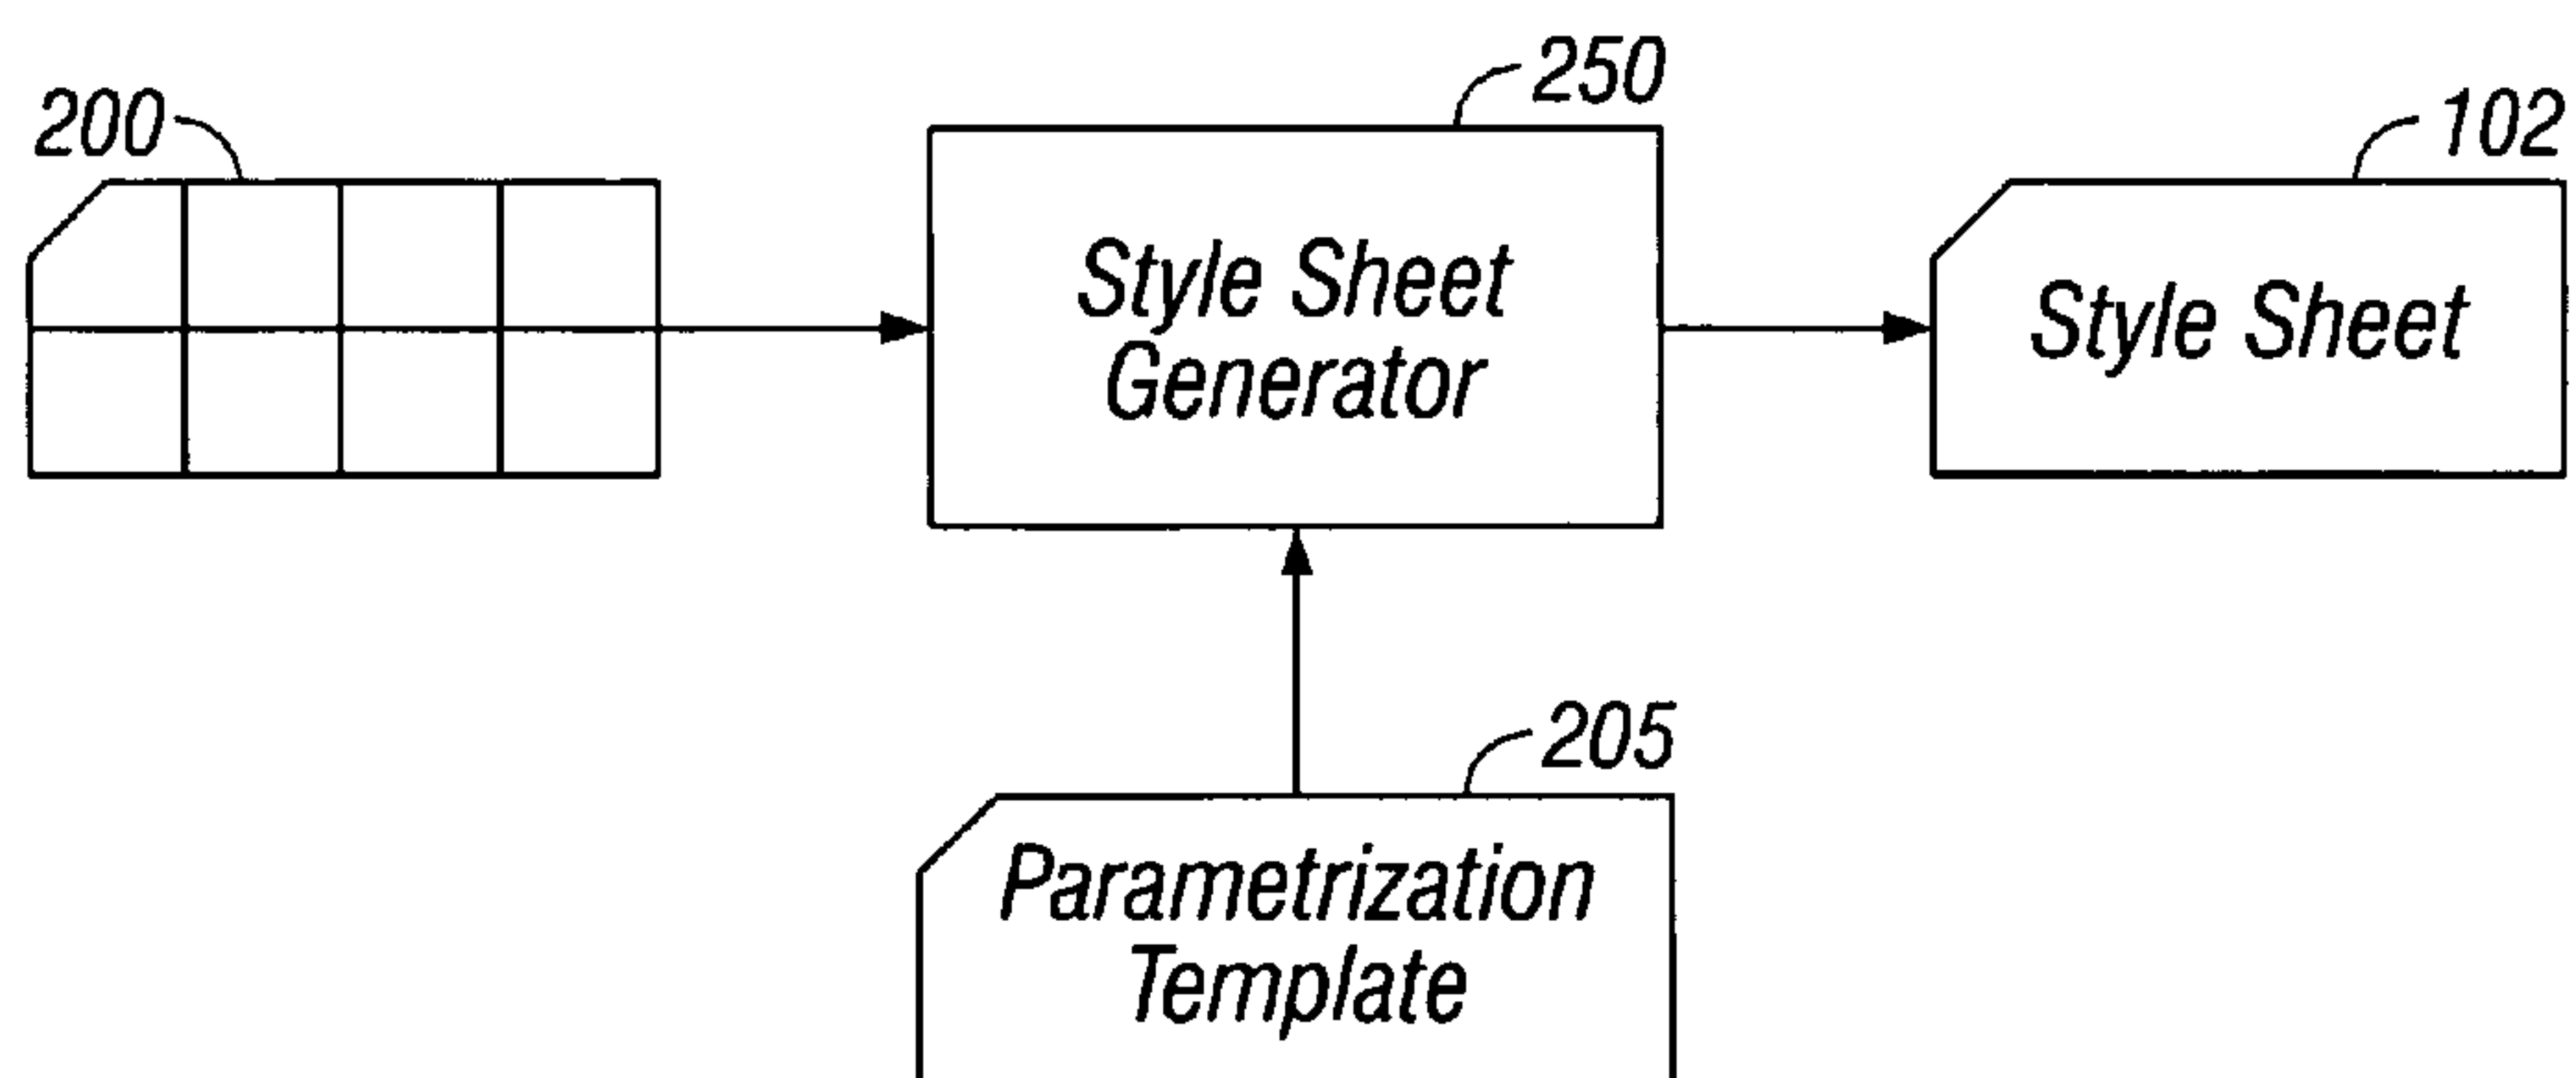 250
200
102
Style Sheet
Generator
Style Sheet
205
Parametrization
Template